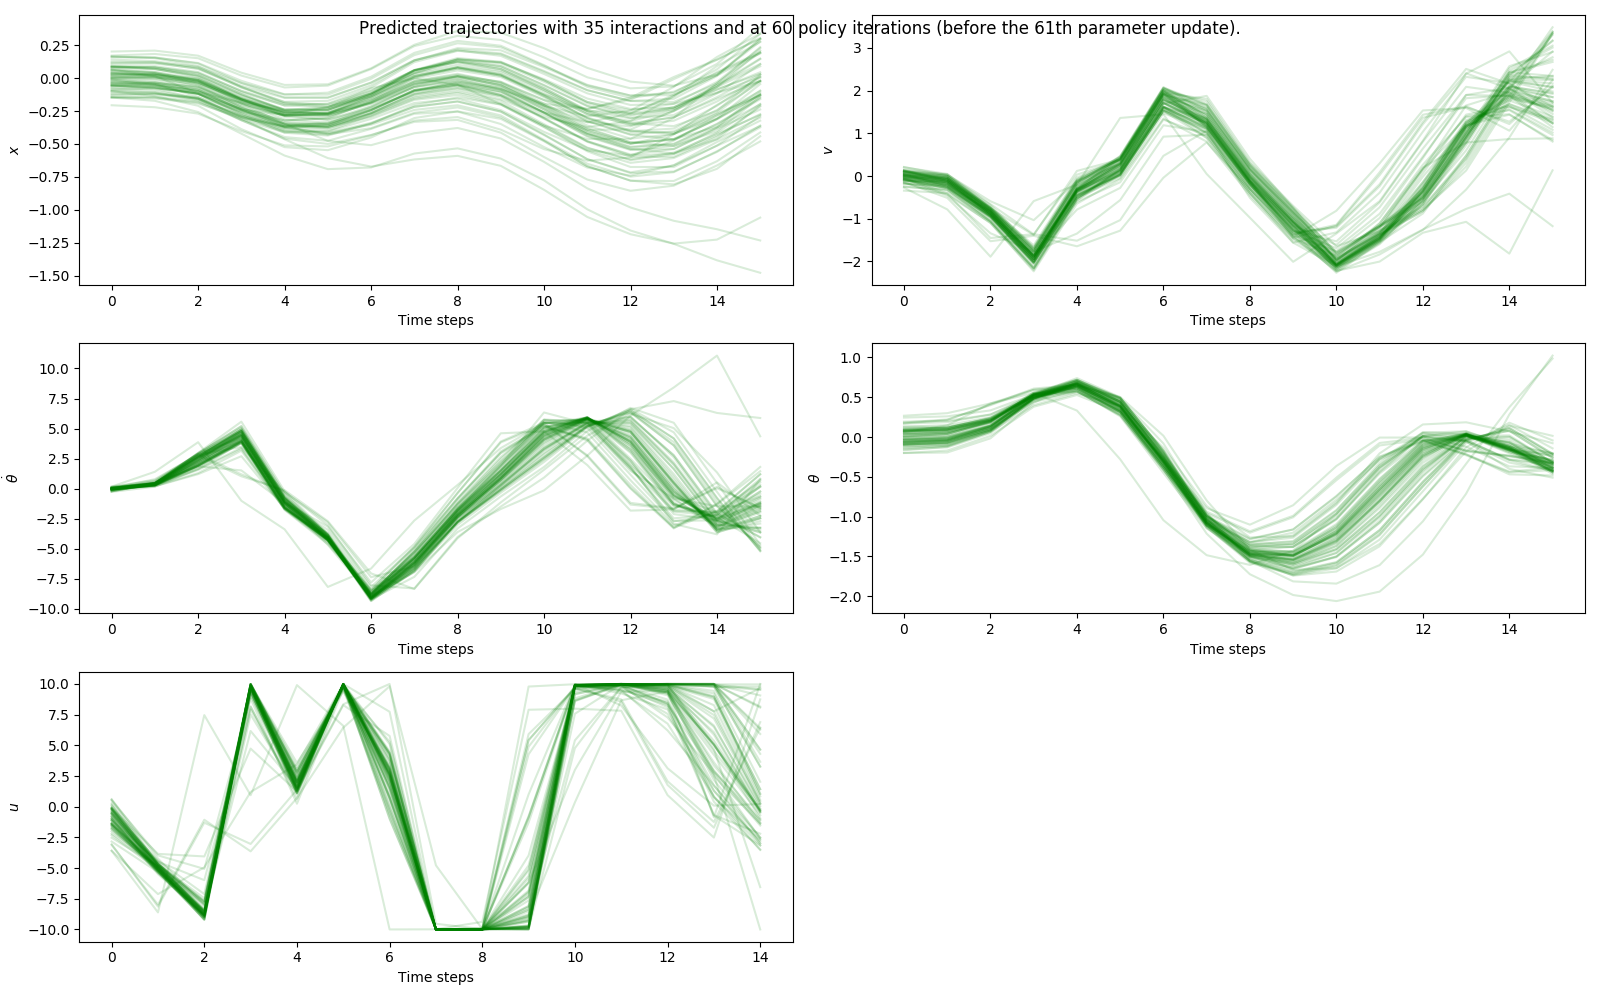 Predicted trajectories with 35 interactions and at 60 policy iterations (before the 61th parameter update).
0.25
0.00
−0.25
−0.50
−0.75
−1.00
−1.25
−1.50
x
0 2 4 6 8 10 12 14
Time steps
3
2
1
0
−1
−2
v
0 2 4 6 8 10 12 14
Time steps
10.0
7.5
5.0
2.5
0.0
−2.5
−5.0
−7.5
−10.0
θ̇
0 2 4 6 8 10 12 14
Time steps
1.0
0.5
0.0
−0.5
−1.0
−1.5
−2.0
θ
0 2 4 6 8 10 12 14
Time steps
10.0
7.5
5.0
2.5
0.0
−2.5
−5.0
−7.5
−10.0
u
0 2 4 6 8 10 12 14
Time steps